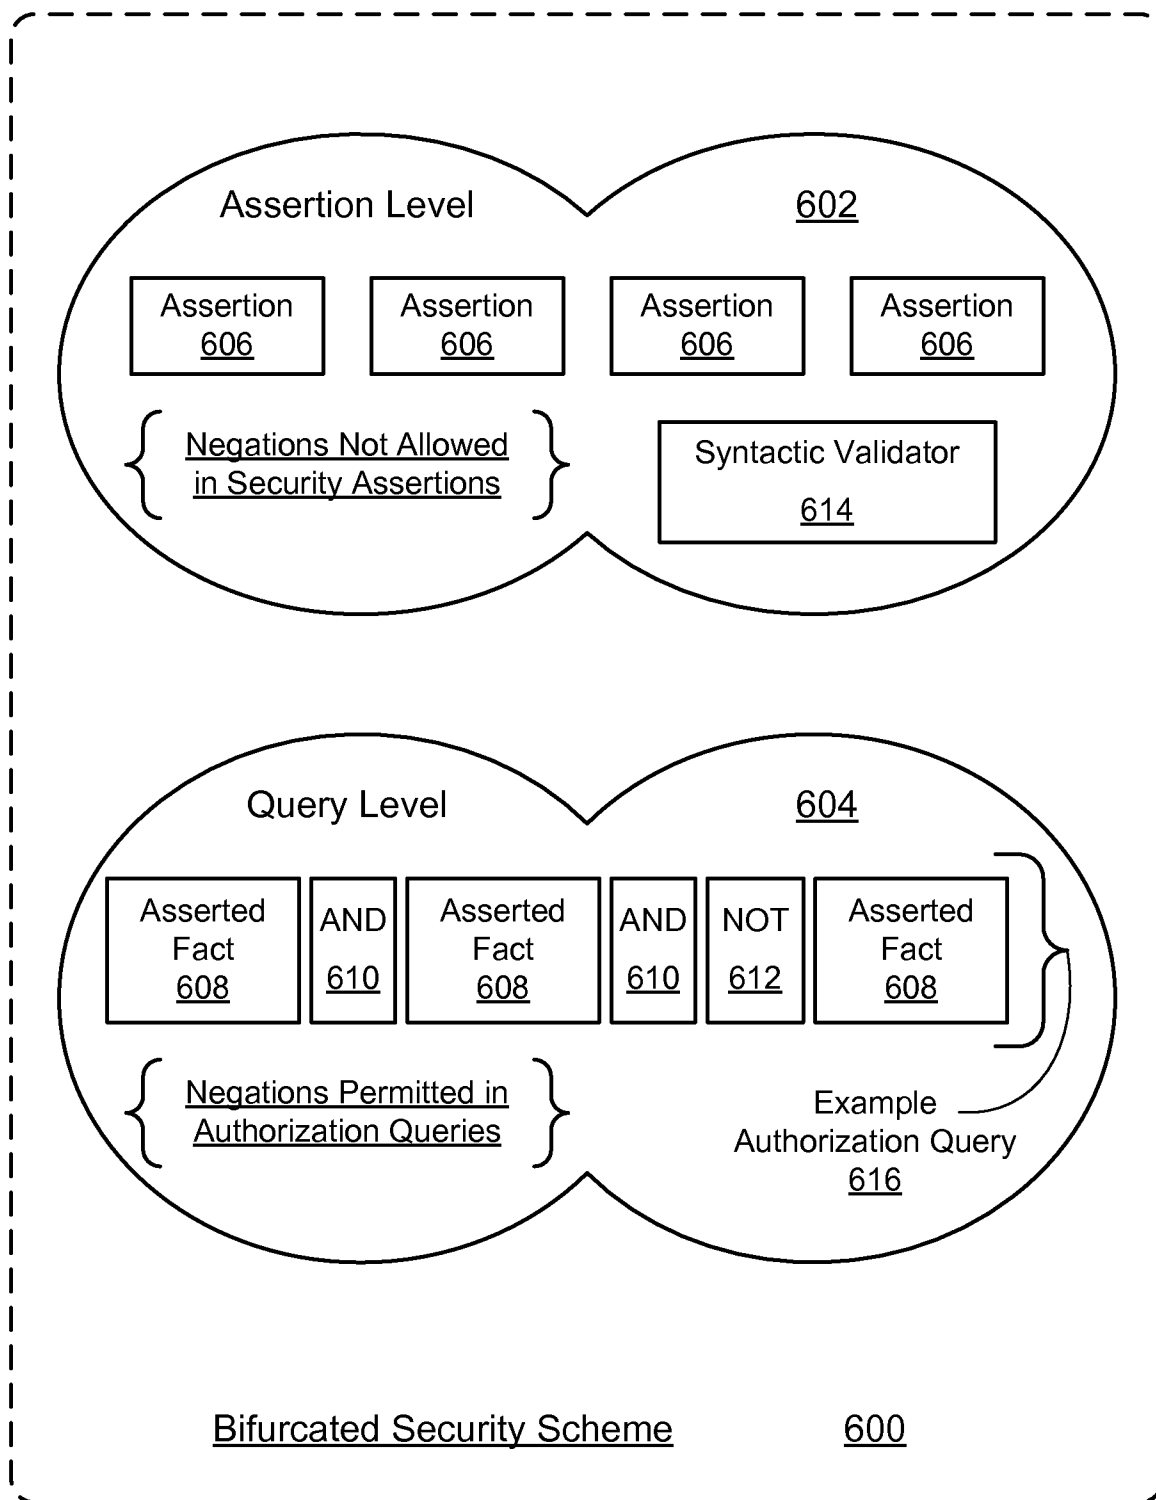 Assertion Level 602
Assertion Assertion Assertion Assertion
606 606 606 606
Negations Not Allowed
in Security Assertions
Syntactic Validator
614
Query Level 604
Asserted
Fact
608
AND
610
Asserted
Fact
608
AND
610
NOT
612
Asserted
Fact
608
Negations Permitted in
Authorization Queries
Example
Authorization Query
616
Bifurcated Security Scheme 600